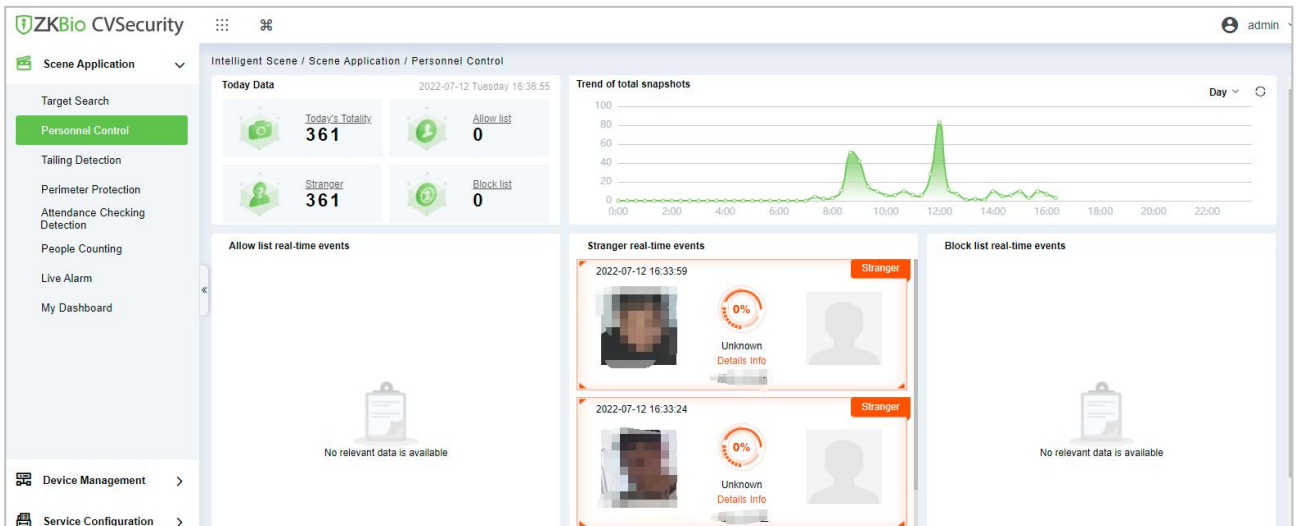 ZKBio CVSecurity
admin
Scene Application
Target Search
Personnel Control
Tailing Detection
Perimeter Protection
Attendance Checking
Detection
People Counting
Live Alarm
My Dashboard
Device Management
Service Configuration
Intelligent Scene / Scene Application / Personnel Control
Today Data
2022-07-12 Tuesday 16:36:55
Today's Totality
361
Allow list
0
Stranger
361
Block list
0
Trend of total snapshots
Day
100
80
60
40
20
0
0:00 2:00 4:00 6:00 8:00 10:00 12:00 14:00 16:00 18:00 20:00 22:00
Allow list real-time events
No relevant data is available
Stranger real-time events
2022-07-12 16:33:59
Stranger
0%
Unknown
Details Info
2022-07-12 16:33:24
Stranger
0%
Unknown
Details Info
Block list real-time events
No relevant data is available